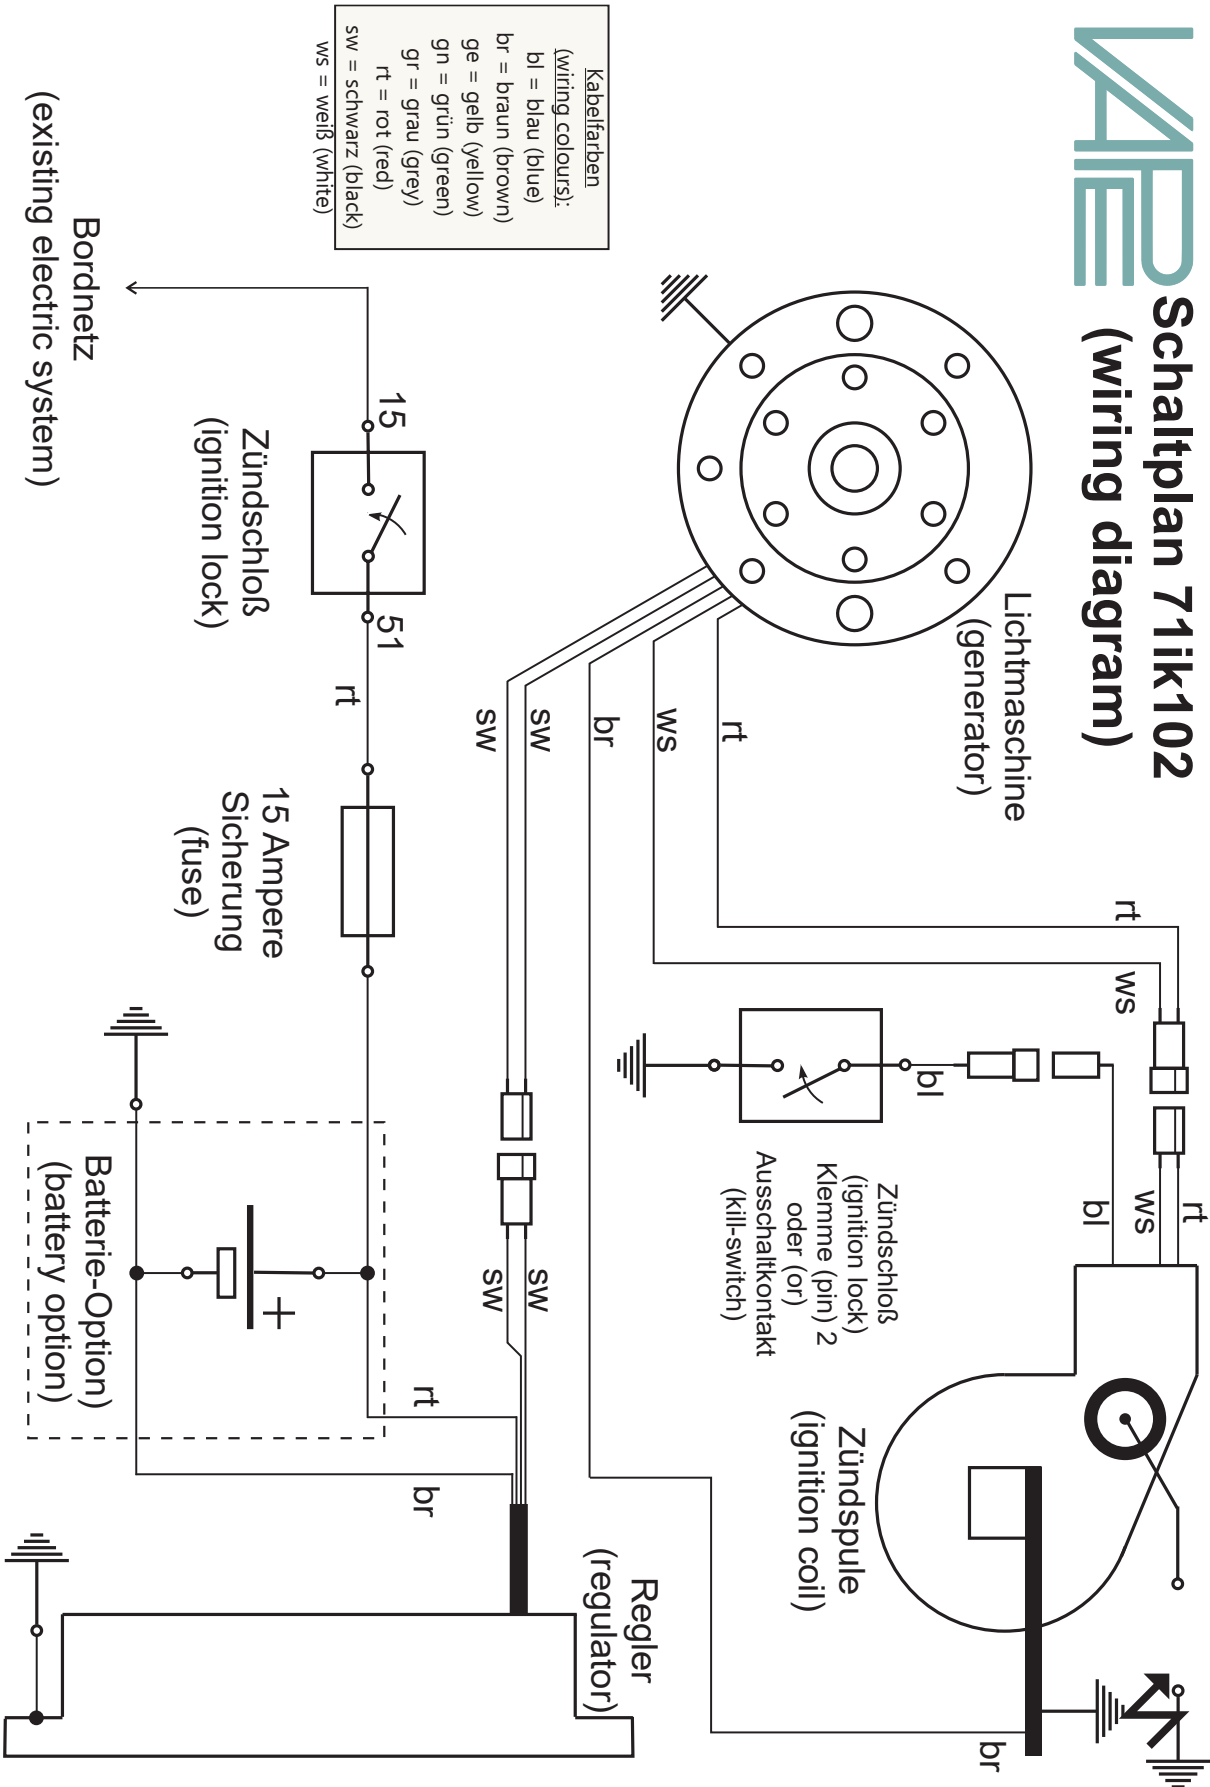 VAPE
Schaltplan 71ik102
(wiring diagram)
Lichtmaschine
(generator)
rt
ws
br
sw
sw
rt
ws
rt
ws
bl
bl
Zündschloß
(ignition lock)
Klemme (pin) 2
oder (or)
Ausschaltkontakt
(kill-switch)
Zündspule
(ignition coil)
br
Kabelfarben
(wiring colours):
bl = blau (blue)
br = braun (brown)
ge = gelb (yellow)
gn = grün (green)
gr = grau (grey)
rt = rot (red)
sw = schwarz (black)
ws = weiß (white)
sw
sw
Regler
(regulator)
15
51
rt
Zündschloß
(ignition lock)
15 Ampere
Sicherung
(fuse)
rt
br
+
Batterie-Option)
(battery option)
Bordnetz
(existing electric system)